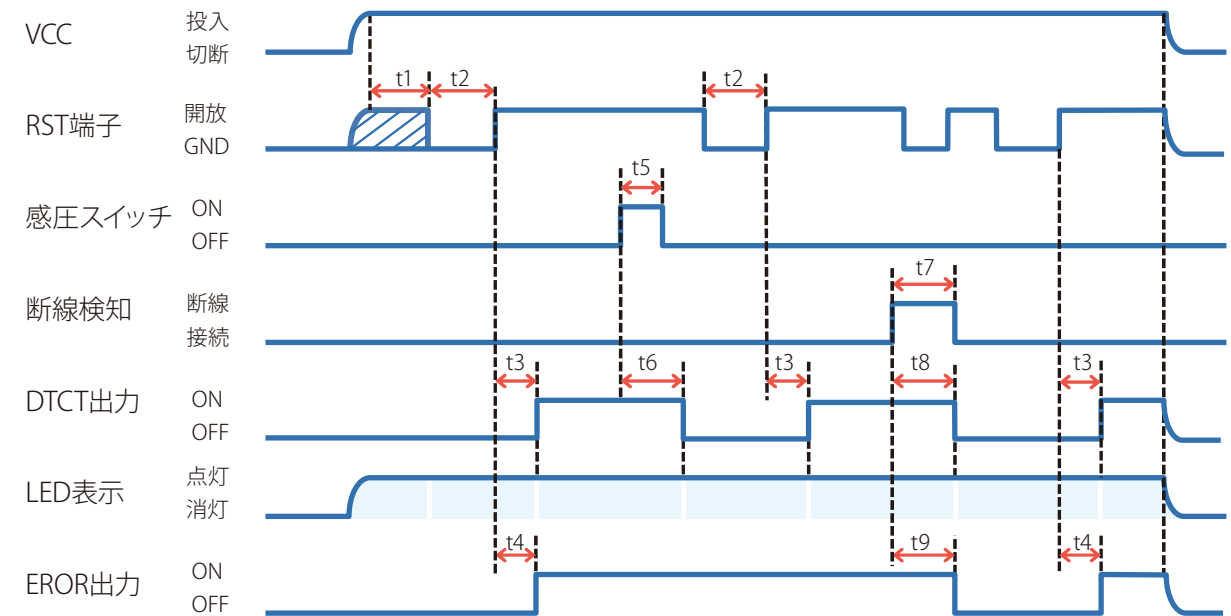 VCC
投入
切断
t1
t2
t2
RST端子
開放
GND
t5
感圧スイッチ
ON
OFF
t7
断線検知
断線
接続
t3
t6
t3
t8
t3
DTCT出力
ON
OFF
LED表示
点灯
消灯
t4
t9
t4
EROR出力
ON
OFF